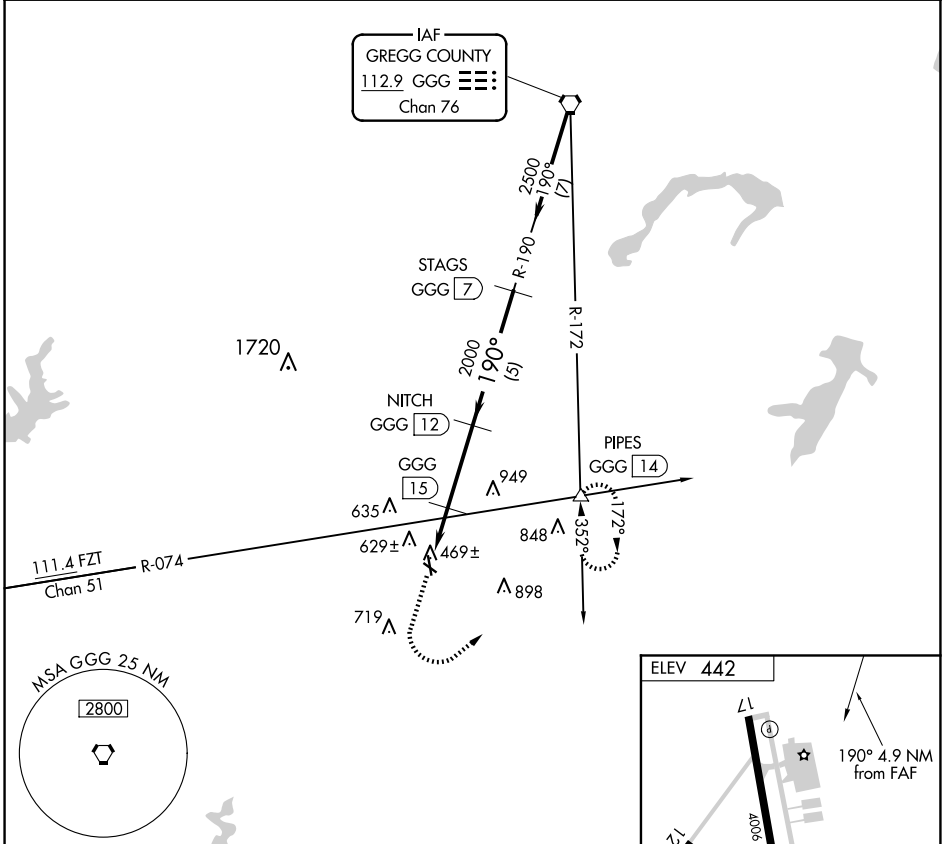 IAF
GREGG COUNTY
112.9 GGG
Chan 76
2500
190°
(7)
R-190
STAGS
GGG 7
R-172
1720
2000
190°
(5)
NITCH
GGG 12
PIPES
GGG 14
GGG
15
949
635
629±
469±
848
352°
172°
111.4 FZT
Chan 51
R-074
898
719
MSA GGG 25 NM
2800
ELEV 442
17
190° 4.9 NM
from FAF
4006
12